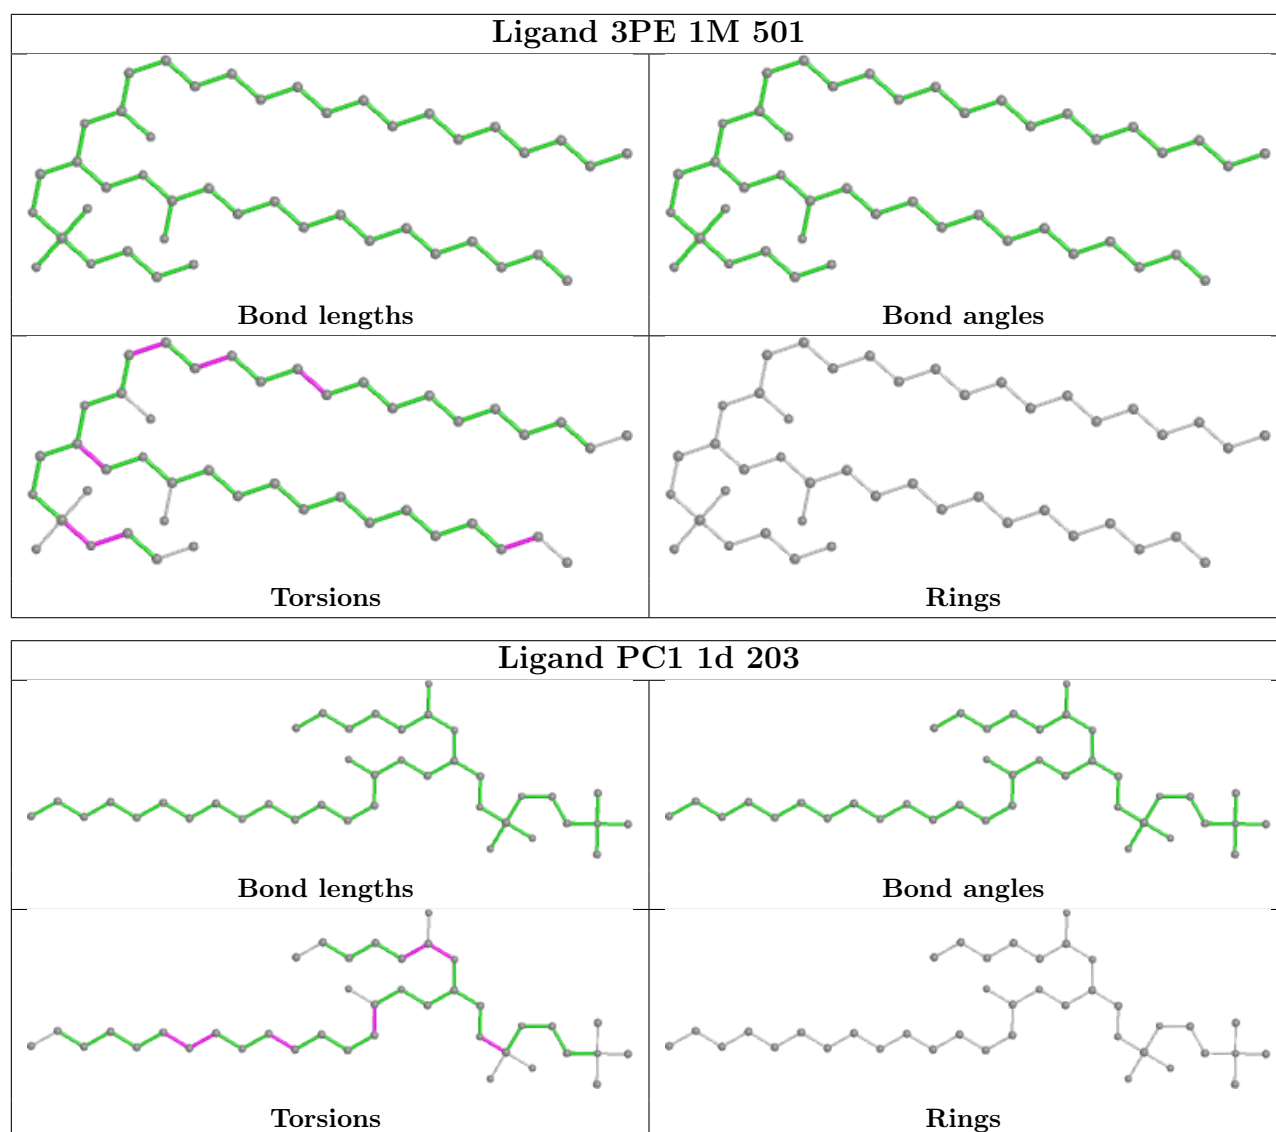 Ligand 3PE 1M 501
Bond lengths
Bond angles
Torsions
Rings
Ligand PC1 1d 203
Bond lengths
Bond angles
Torsions
Rings